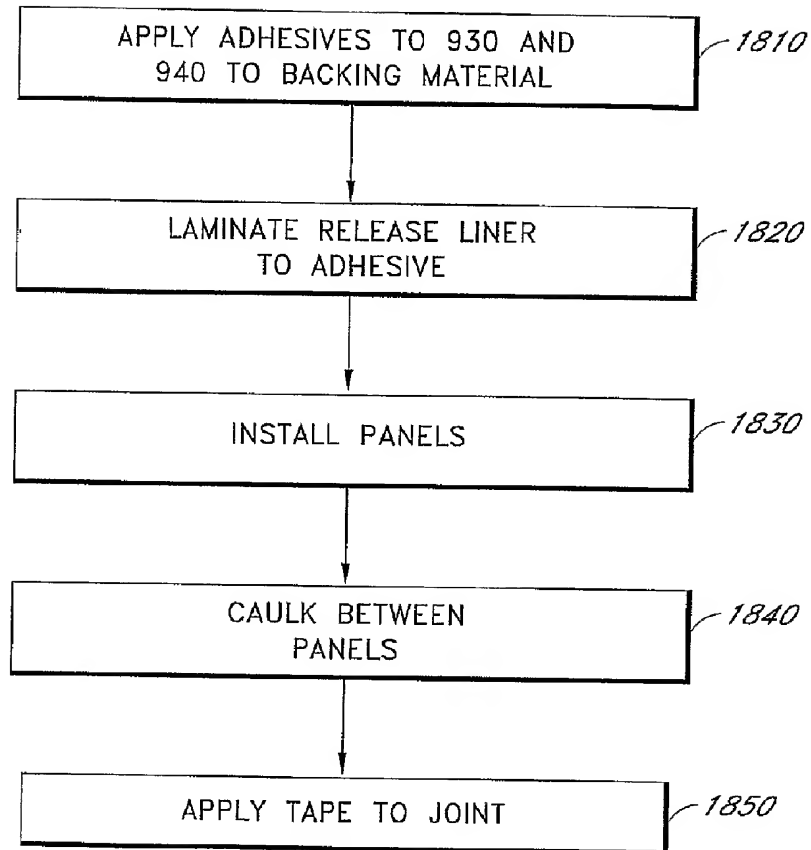 APPLY ADHESIVES TO 930 AND
940 TO BACKING MATERIAL
1810
LAMINATE RELEASE LINER
TO ADHESIVE
1820
INSTALL PANELS
1830
CAULK BETWEEN
PANELS
1840
APPLY TAPE TO JOINT
1850